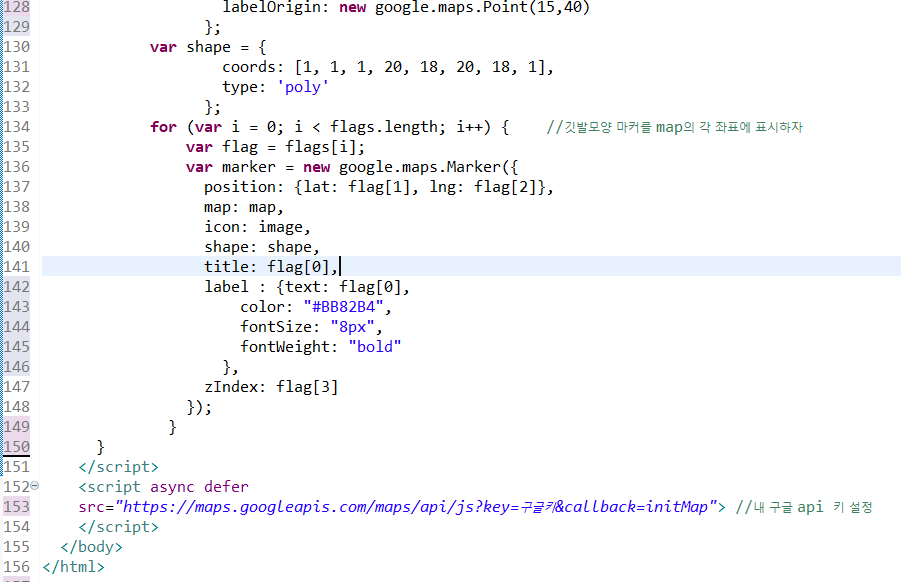 128 labelOrigin: new google.maps.Point(15,40)
129 };
130 var shape = {
131 coords: [1, 1, 1, 20, 18, 20, 18, 1],
132 type: 'poly'
133 };
134 for (var i = 0; i < flags.length; i++) { //깃발모양 마커를 map의 각 좌표에 표시하자
135 var flag = flags[i];
136 var marker = new google.maps.Marker({
137 position: {lat: flag[1], lng: flag[2]},
138 map: map,
139 icon: image,
140 shape: shape,
141 title: flag[0],
142 label : {text: flag[0],
143 color: "#BB82B4",
144 fontSize: "8px",
145 fontWeight: "bold"
146 },
147 zIndex: flag[3]
148 });
149 }
150 }
151 </script>
152 <script async defer
153 src="https://maps.googleapis.com/maps/api/js?key=구글키&callback=initMap"> //내 구글 api 키 설정
154 </script>
155 </body>
156 </html>